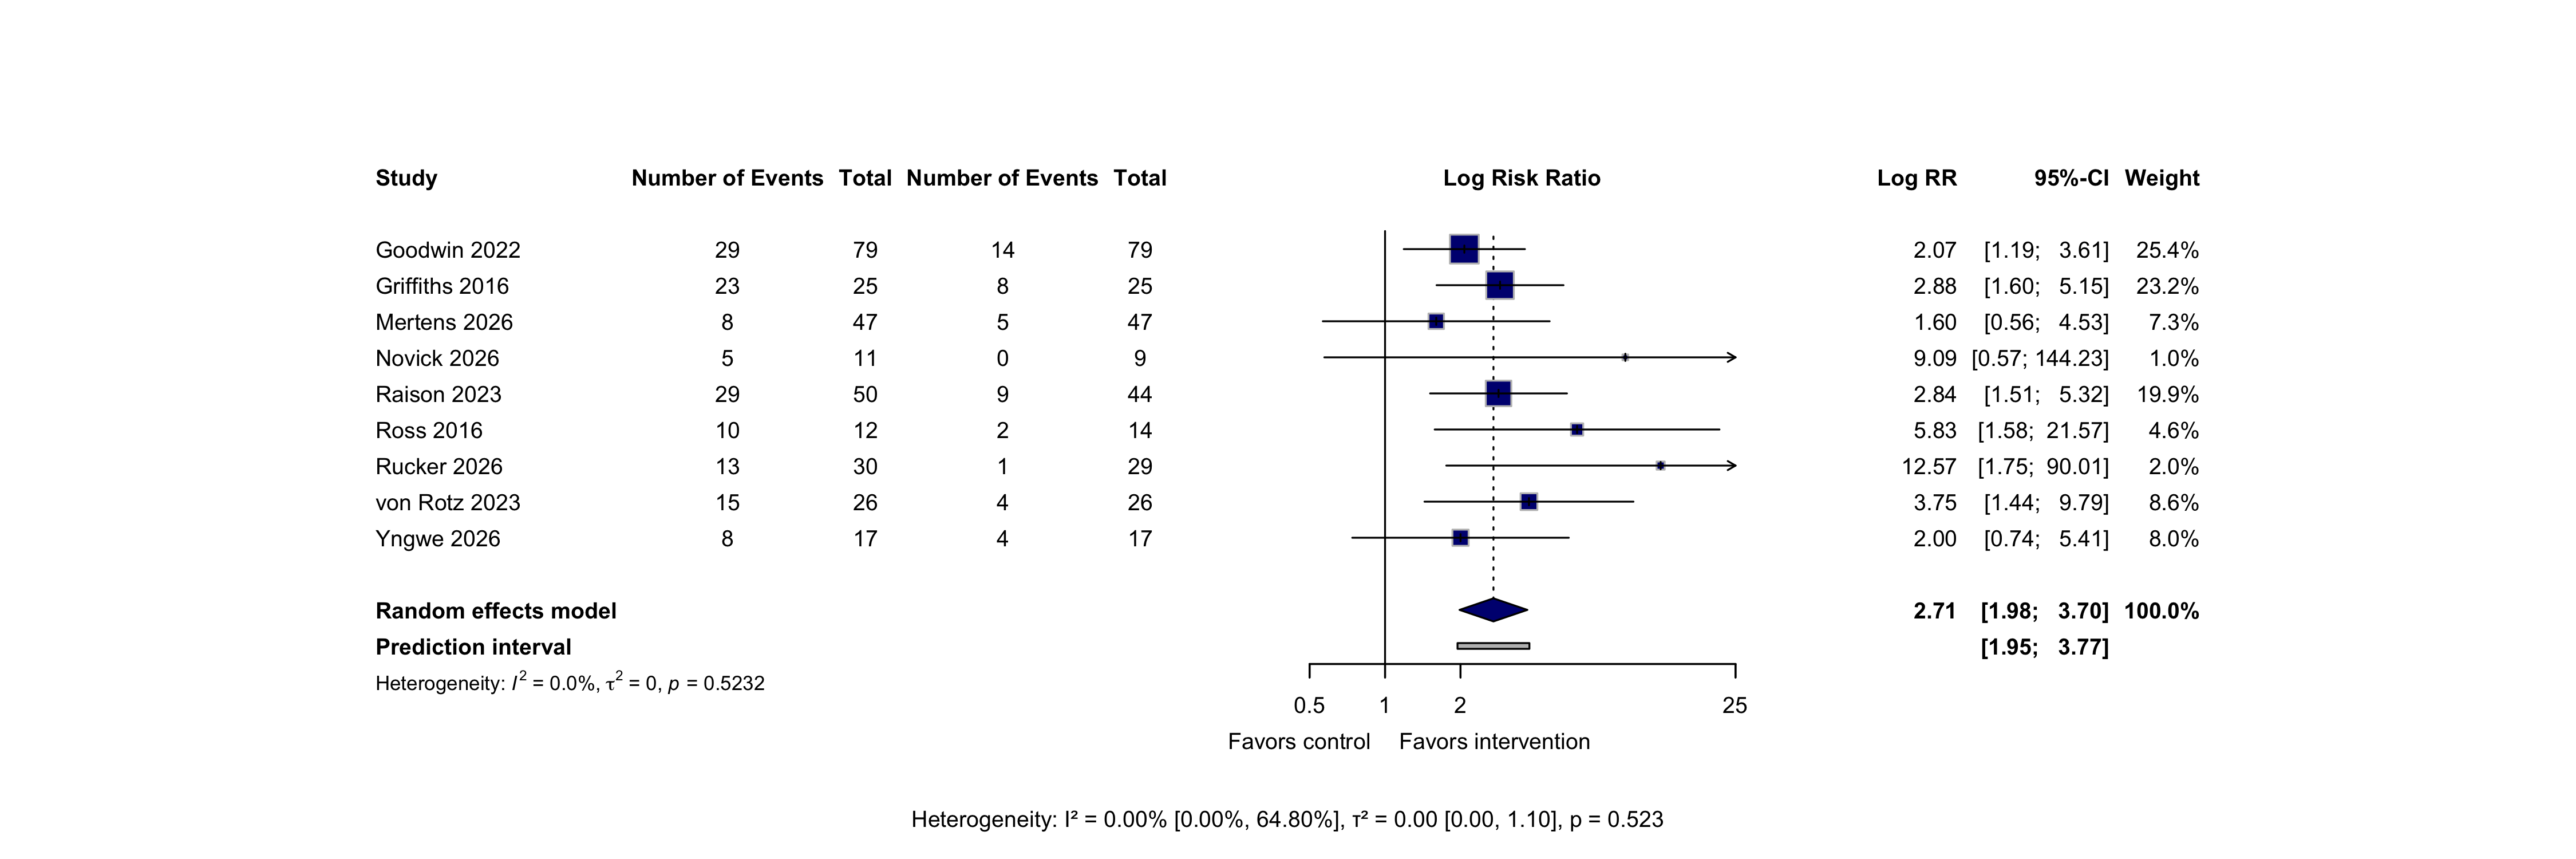 Study Number of Events Total Number of Events Total Log Risk Ratio Log RR 95%-CI Weight
Goodwin 2022 29 79 14 79 2.07 [1.19; 3.61] 25.4%
Griffiths 2016 23 25 8 25 2.88 [1.60; 5.15] 23.2%
Mertens 2026 8 47 5 47 1.60 [0.56; 4.53] 7.3%
Novick 2026 5 11 0 9 9.09 [0.57; 144.23] 1.0%
Raison 2023 29 50 9 44 2.84 [1.51; 5.32] 19.9%
Ross 2016 10 12 2 14 5.83 [1.58; 21.57] 4.6%
Rucker 2026 13 30 1 29 12.57 [1.75; 90.01] 2.0%
von Rotz 2023 15 26 4 26 3.75 [1.44; 9.79] 8.6%
Yngwe 2026 8 17 4 17 2.00 [0.74; 5.41] 8.0%
Random effects model 2.71 [1.98; 3.70] 100.0%
Prediction interval [1.95; 3.77]
Heterogeneity: I² = 0.0%, τ² = 0, p = 0.5232
0.5 1 2 25
Favors control Favors intervention
Heterogeneity: I² = 0.00% [0.00%, 64.80%], τ² = 0.00 [0.00, 1.10], p = 0.523